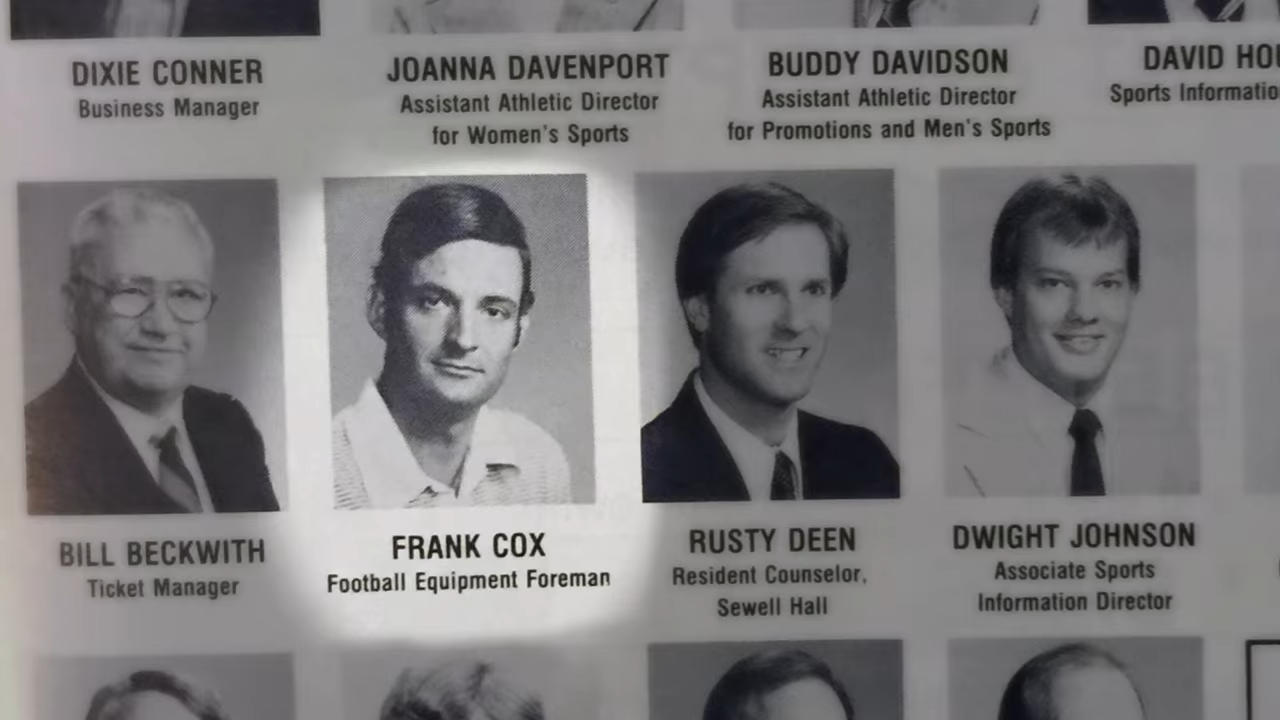 DIXIE CONNER
Business Manager
JOANNA DAVENPORT
Assistant Athletic Director
for Women's Sports
BUDDY DAVIDSON
Assistant Athletic Director
for Promotions and Men's Sports
DAVID
Sports
BILL BECKWITH
Ticket Manager
FRANK COX
Football Equipment Foreman
RUSTY DEEN
Resident Counselor,
Sewell Hall
DWIGHT JOHNSON
Associate Sports
Information Director